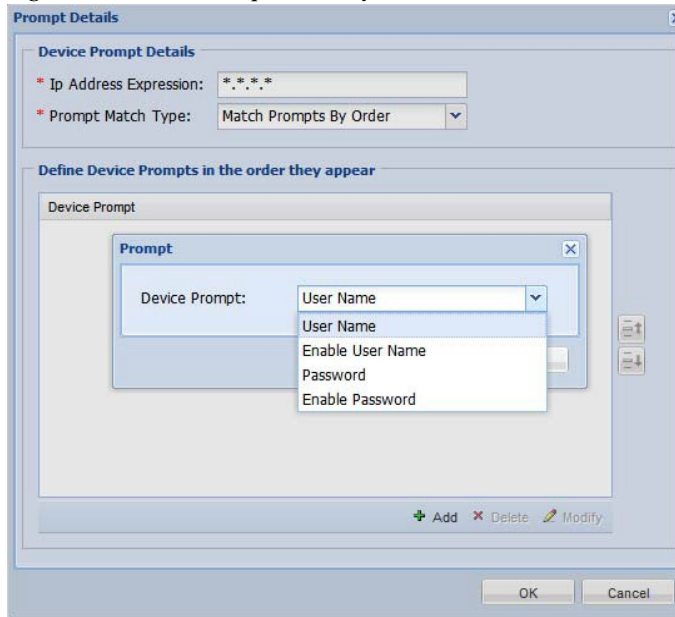 Prompt Details
Device Prompt Details
* Ip Address Expression: *.*.*.*
* Prompt Match Type: Match Prompts By Order
Define Device Prompts in the order they appear
Device Prompt
Prompt
Device Prompt: User Name
User Name
Enable User Name
Password
Enable Password
Add Delete Modify
OK Cancel